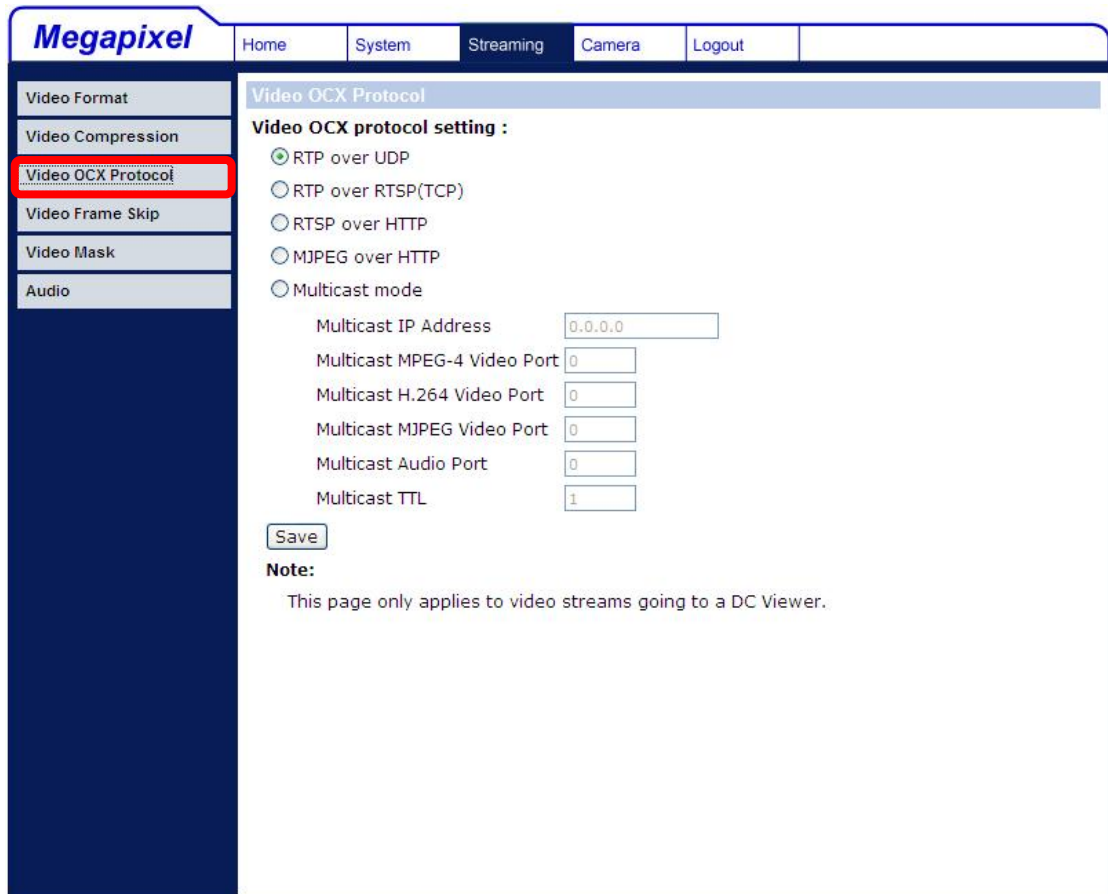 Megapixel
Home System Streaming Camera Logout
Video Format
Video Compression
Video OCX Protocol
Video Frame Skip
Video Mask
Audio
Video OCX Protocol
Video OCX protocol setting :
RTP over UDP
RTP over RTSP(TCP)
RTSP over HTTP
MJPEG over HTTP
Multicast mode
Multicast IP Address 0.0.0.0
Multicast MPEG-4 Video Port 0
Multicast H.264 Video Port 0
Multicast MJPEG Video Port 0
Multicast Audio Port 0
Multicast TTL 1
Save
Note:
This page only applies to video streams going to a DC Viewer.